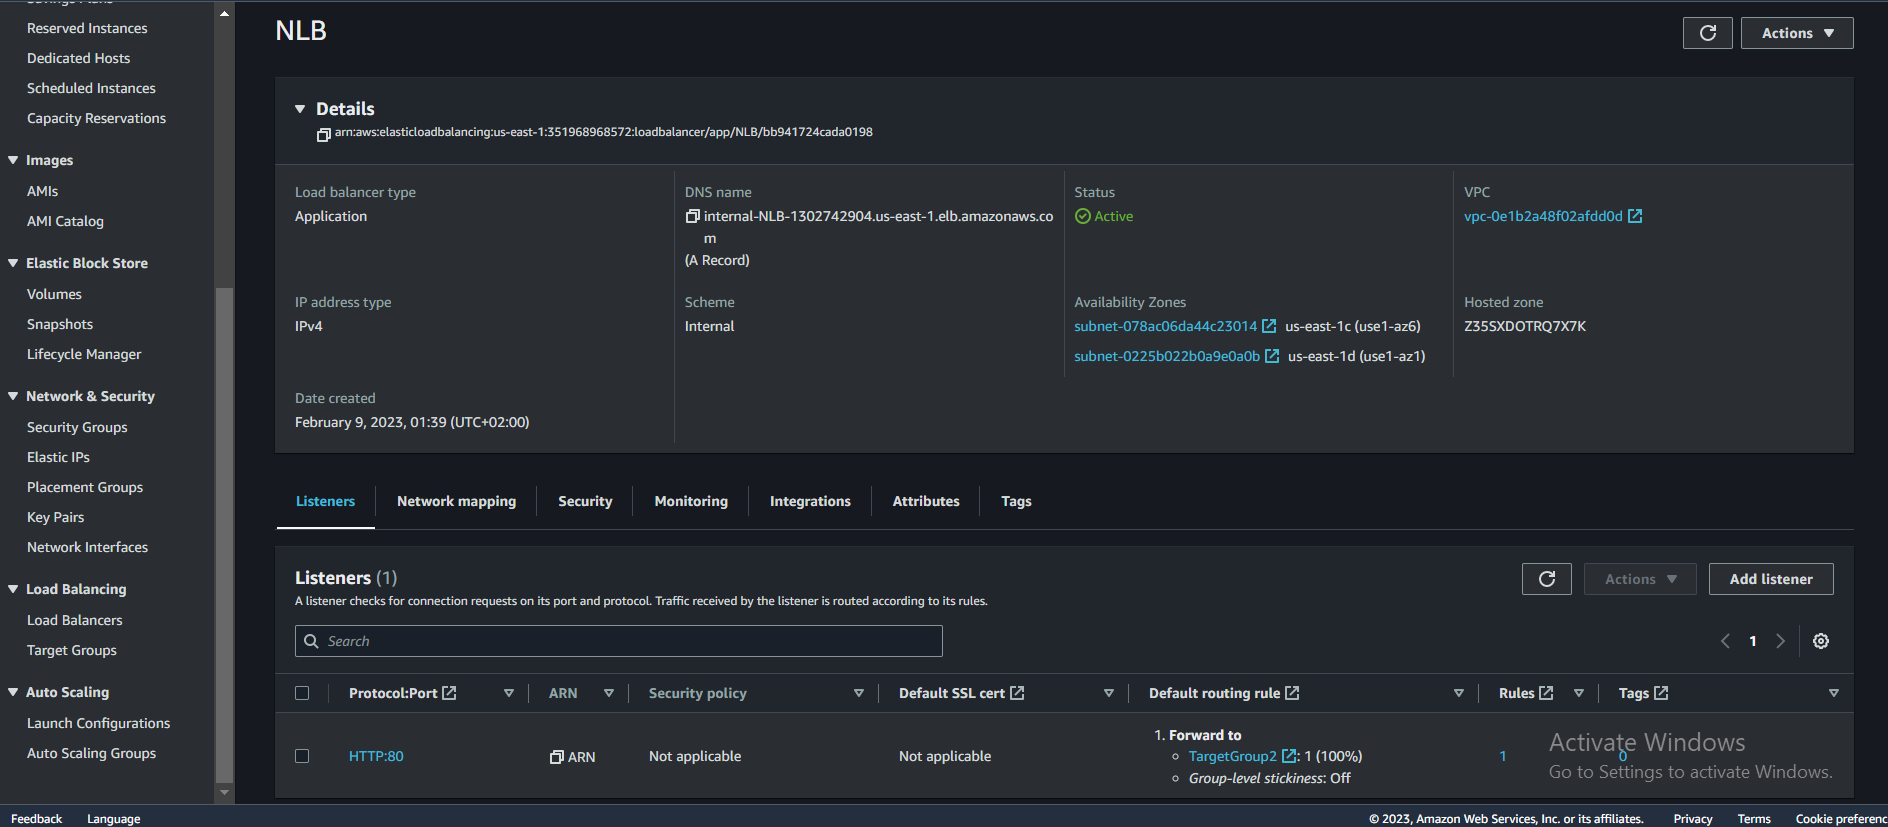 Savings Plans
Reserved Instances
Dedicated Hosts
Scheduled Instances
Capacity Reservations
Images
AMIs
AMI Catalog
Elastic Block Store
Volumes
Snapshots
Lifecycle Manager
Network & Security
Security Groups
Elastic IPs
Placement Groups
Key Pairs
Network Interfaces
Load Balancing
Load Balancers
Target Groups
Auto Scaling
Launch Configurations
Auto Scaling Groups
NLB
Actions
Details
arn:aws:elasticloadbalancing:us-east-1:351968968572:loadbalancer/app/NLB/bb941724cada0198
Load balancer type
Application
DNS name
internal-NLB-1302742904.us-east-1.elb.amazonaws.co
m
(A Record)
Status
Active
VPC
vpc-0e1b2a48f02afdd0d
IP address type
IPv4
Scheme
Internal
Availability Zones
subnet-078ac06da44c23014 us-east-1c (use1-az6)
subnet-0225b022b0a9e0a0b us-east-1d (use1-az1)
Hosted zone
Z35SXDOTRQ7X7K
Date created
February 9, 2023, 01:39 (UTC+02:00)
Listeners Network mapping Security Monitoring Integrations Attributes Tags
Listeners (1)
A listener checks for connection requests on its port and protocol. Traffic received by the listener is routed according to its rules.
Actions Add listener
Search
1
Protocol:Port ARN Security policy Default SSL cert Default routing rule Rules Tags
HTTP:80 ARN Not applicable Not applicable
1. Forward to
TargetGroup2 : 1 (100%)
Group-level stickiness: Off
1 0
Activate Windows
Go to Settings to activate Windows.
Feedback Language © 2023, Amazon Web Services, Inc. or its affiliates. Privacy Terms Cookie preferenc